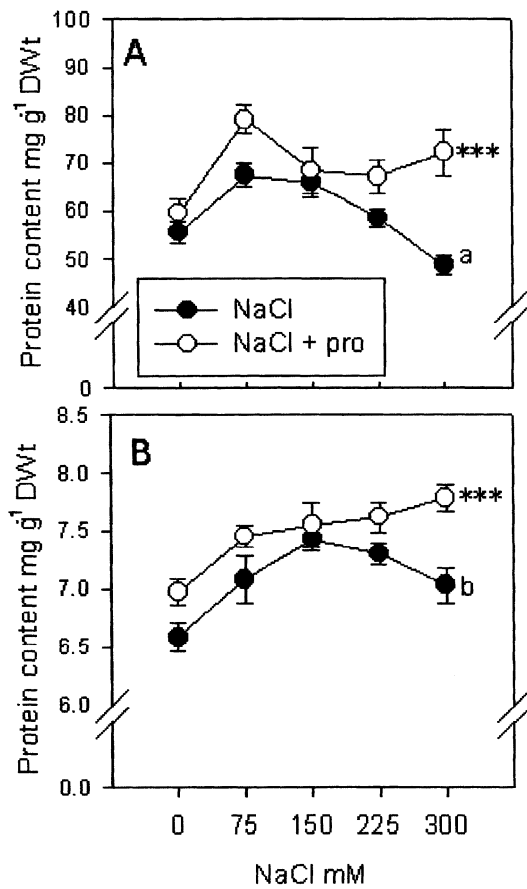 A
Protein content mg g¹ DWt
100
90
80
70
60
50
40
0
***
a
NaCl
NaCl + pro
B
Protein content mg g¹ DWt
8.5
8.0
7.5
7.0
6.5
6.0
0.0
***
b
0 75 150 225 300
NaCl mM